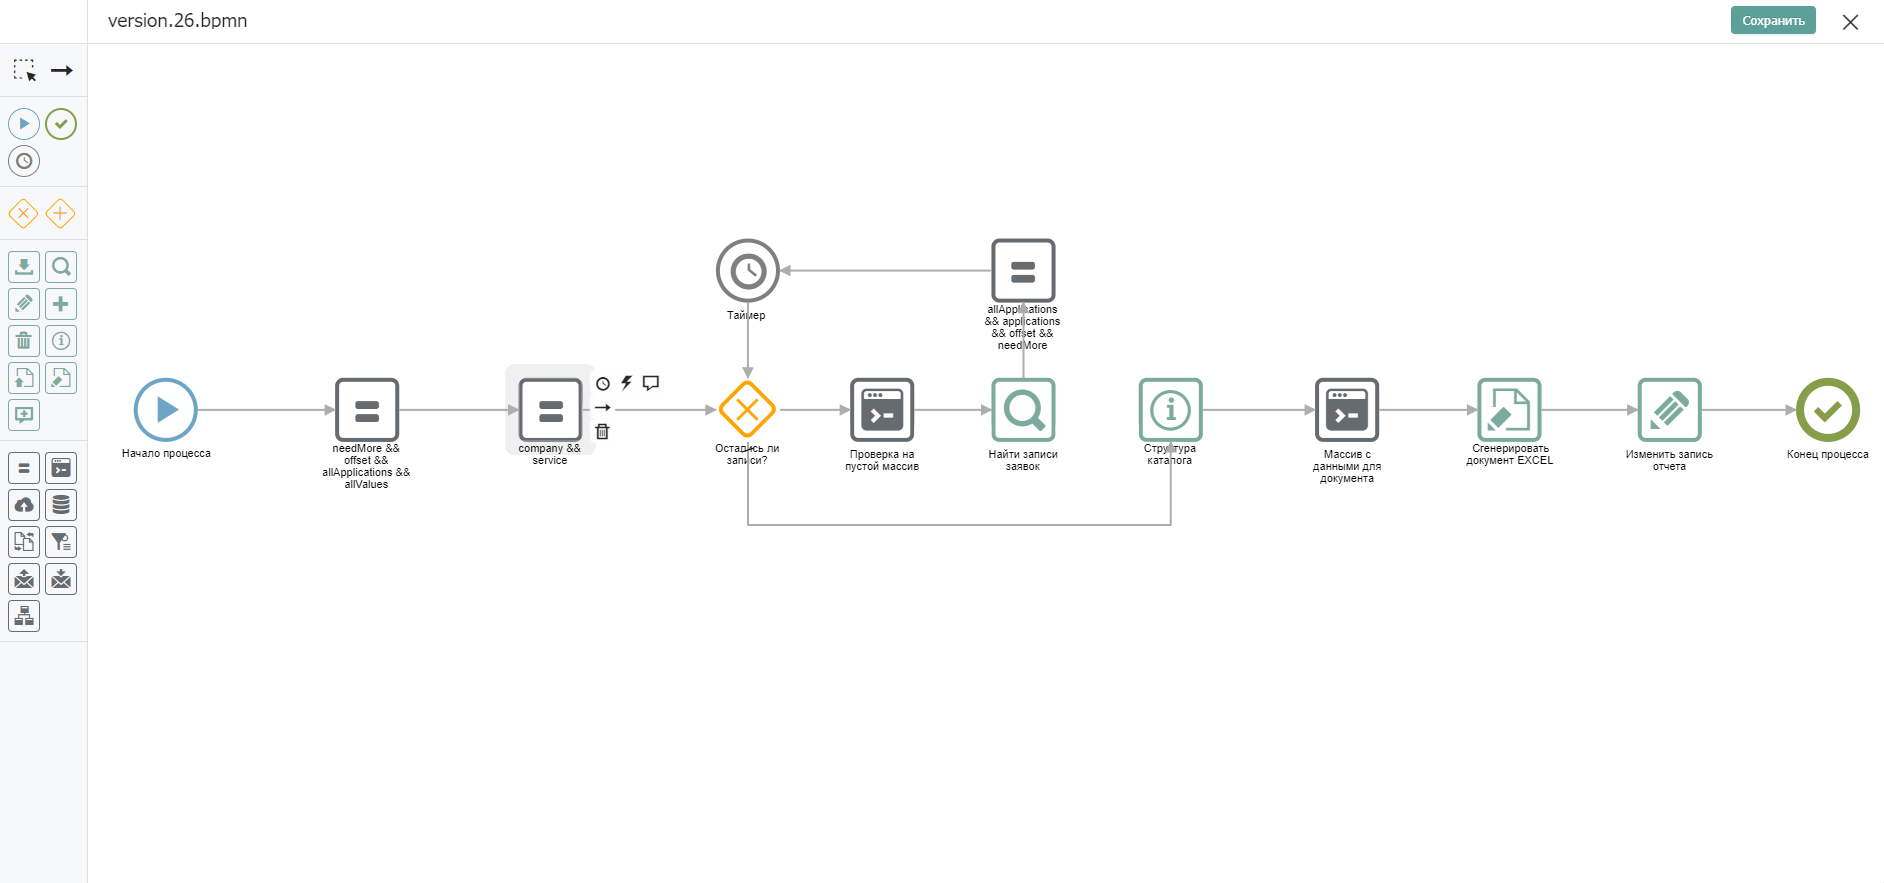 version.26.bpmn
Сохранить
Таймер
allApplications
&& applications
&& offset &&
needMore
Начало процесса
needMore &&
offset &&
allApplications &&
allValues
company &&
service
Остались ли
записи?
Проверка на
пустой массив
Найти записи
заявок
Структура
каталога
Массив с
данными для
документа
Сгенерировать
документ EXCEL
Изменить запись
отчета
Конец процесса